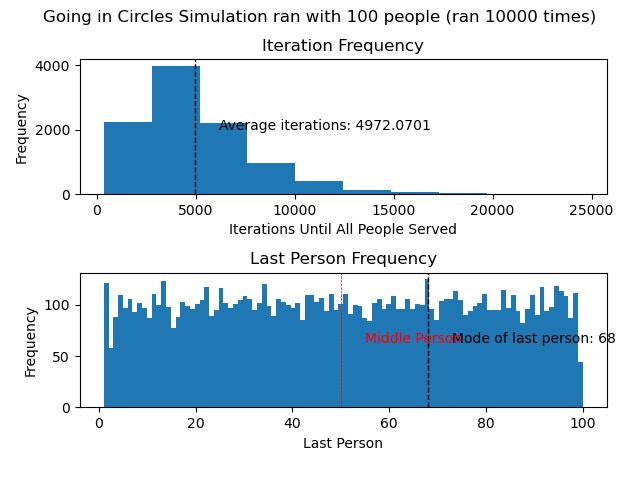 Going in Circles Simulation ran with 100 people (ran 10000 times)
Iteration Frequency
4000
2000
0
Frequency
Average iterations: 4972.0701
0 5000 10000 15000 20000 25000
Iterations Until All People Served
Last Person Frequency
100
50
0
Frequency
Middle Person
Mode of last person: 68
0 20 40 60 80 100
Last Person